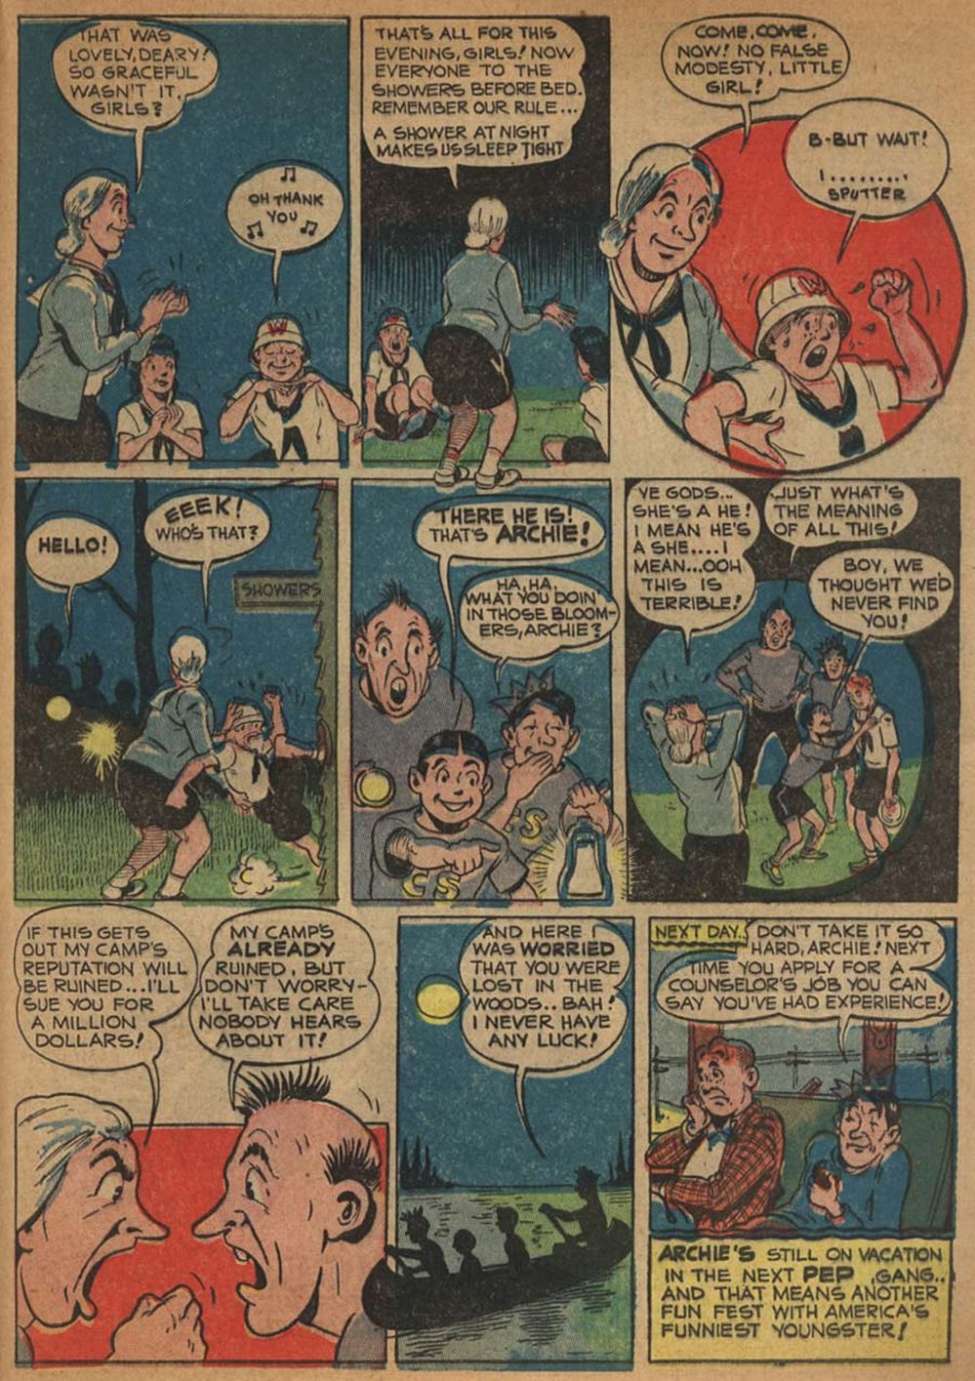 THAT WAS
LOVELY, DEARY!
SO GRACEFUL
WASN'T IT,
GIRLS?
OH THANK
YOU
W
THAT'S ALL FOR THIS
EVENING, GIRLS! NOW
EVERYONE TO THE
SHOWERS BEFORE BED.
REMEMBER OUR RULE...
A SHOWER AT NIGHT
MAKES US SLEEP TIGHT
COME, COME,
NOW! NO FALSE
MODESTY, LITTLE
GIRL!
B-BUT WAIT!
I.........
SPUTTER
W
HELLO!
EEEK!
WHO'S THAT?
SHOWERS
THERE HE IS!
THAT'S ARCHIE!
HA, HA.
WHAT YOU DOIN
IN THOSE BLOOM-
ERS, ARCHIE?
CS
CS
YE GODS...
SHE'S A HE!
I MEAN HE'S
A SHE....I
MEAN...OOH
THIS IS
TERRIBLE!
JUST WHAT'S
THE MEANING
OF ALL THIS!
BOY, WE
THOUGHT WE'D
NEVER FIND
YOU!
IF THIS GETS
OUT MY CAMP'S
REPUTATION WILL
BE RUINED...I'LL
SUE YOU FOR
A MILLION
DOLLARS!
MY CAMP'S
ALREADY
RUINED, BUT
DON'T WORRY-
I'LL TAKE CARE
NOBODY HEARS
ABOUT IT!
AND HERE I
WAS WORRIED
THAT YOU WERE
LOST IN THE
WOODS.. BAH!
I NEVER HAVE
ANY LUCK!
NEXT DAY..
DON'T TAKE IT SO
HARD, ARCHIE! NEXT
TIME YOU APPLY FOR A
COUNSELOR'S JOB YOU CAN
SAY YOU'VE HAD EXPERIENCE!
ARCHIE'S STILL ON VACATION
IN THE NEXT PEP, GANG..
AND THAT MEANS ANOTHER
FUN FEST WITH AMERICA'S
FUNNIEST YOUNGSTER!